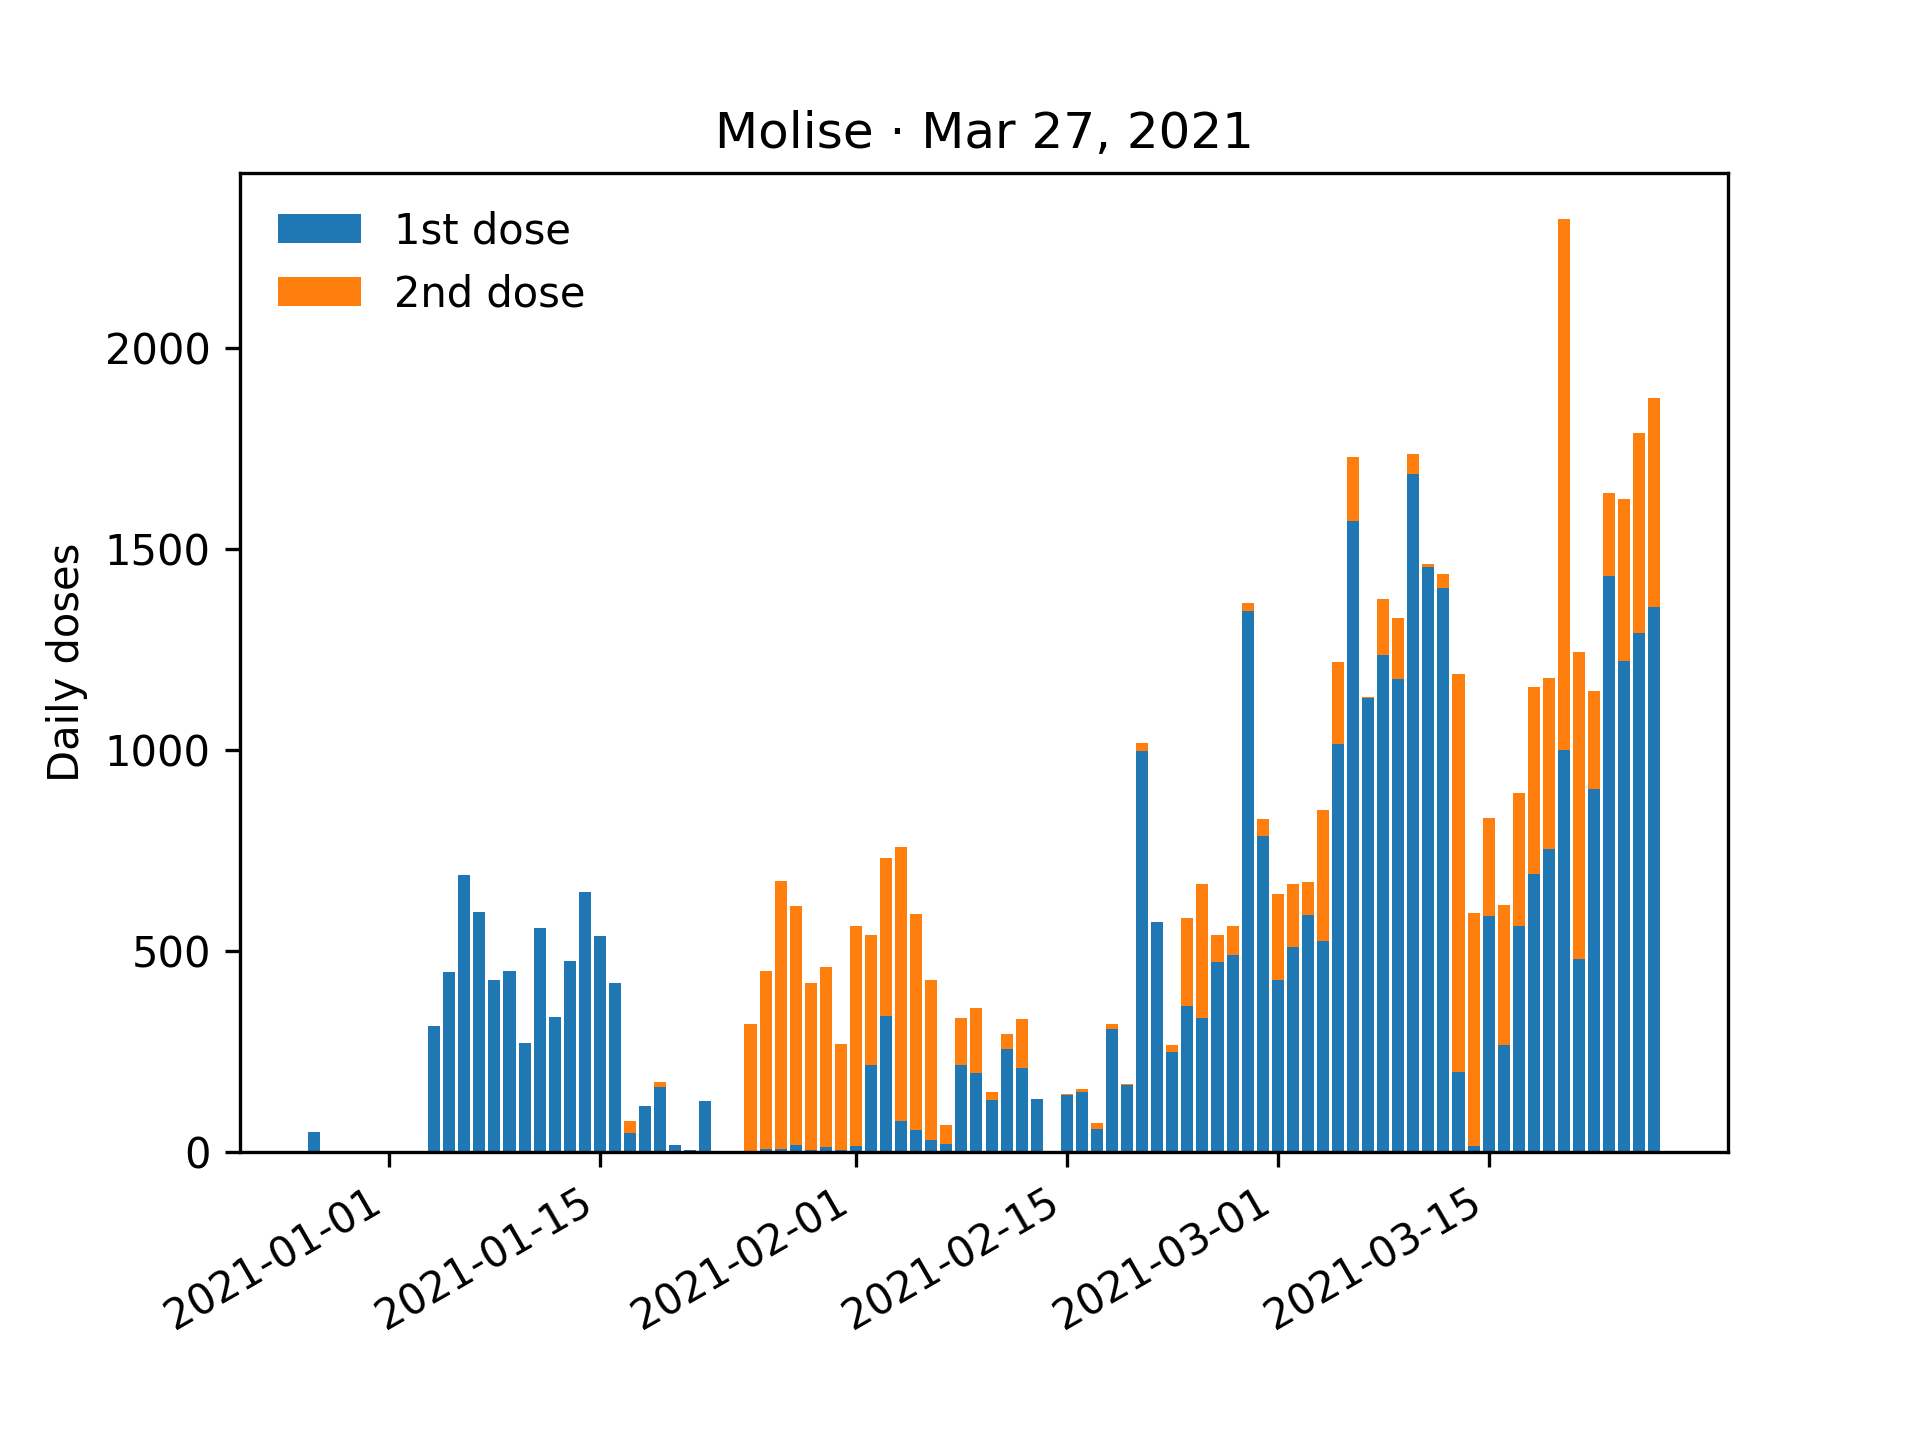 Molise · Mar 27, 2021
1st dose
2nd dose
Daily doses
2000
1500
1000
500
0
2021-01-01
2021-01-15
2021-02-01
2021-02-15
2021-03-01
2021-03-15